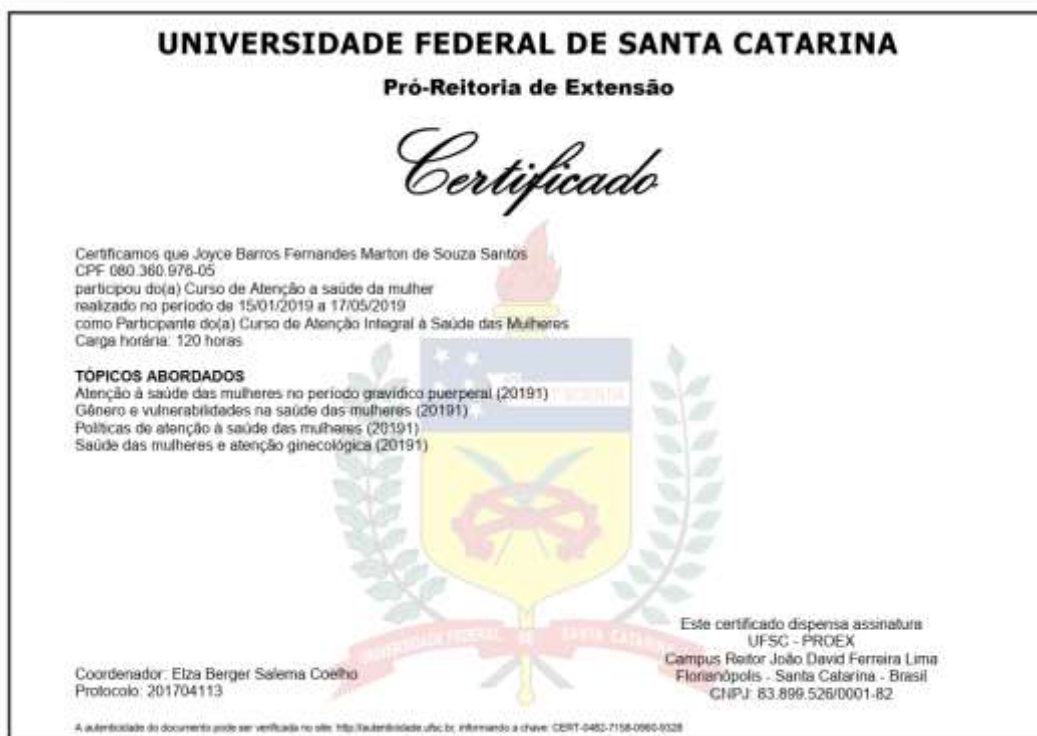 UNIVERSIDADE FEDERAL DE SANTA CATARINA
Pró-Reitoria de Extensão
Certificado
Certificamos que Joyce Barros Fernandes Marton de Souza Santos
CPF 080.360.976-05
participou do(a) Curso de Atenção a saúde da mulher
realizado no período de 15/01/2019 a 17/05/2019
como Participante do(a) Curso de Atenção Integral à Saúde das Mulheres
Carga horária: 120 horas
TÓPICOS ABORDADOS
Atenção à saúde das mulheres no período gravídico puerperal (20191)
Gênero e vulnerabilidades na saúde das mulheres (20191)
Políticas de atenção à saúde das mulheres (20191)
Saúde das mulheres e atenção ginecológica (20191)
UNIVERSIDADE FEDERAL DE SANTA CATARINA
Este certificado dispensa assinatura
UFSC - PROEX
Campus Reitor João David Ferreira Lima
Florianópolis - Santa Catarina - Brasil
CNPJ: 83.899.526/0001-82
Coordenador: Elza Berger Salema Coelho
Protocolo: 201704113
A autenticidade do documento pode ser verificada no site: http://autenticidade.ufsc.br, informando a chave: